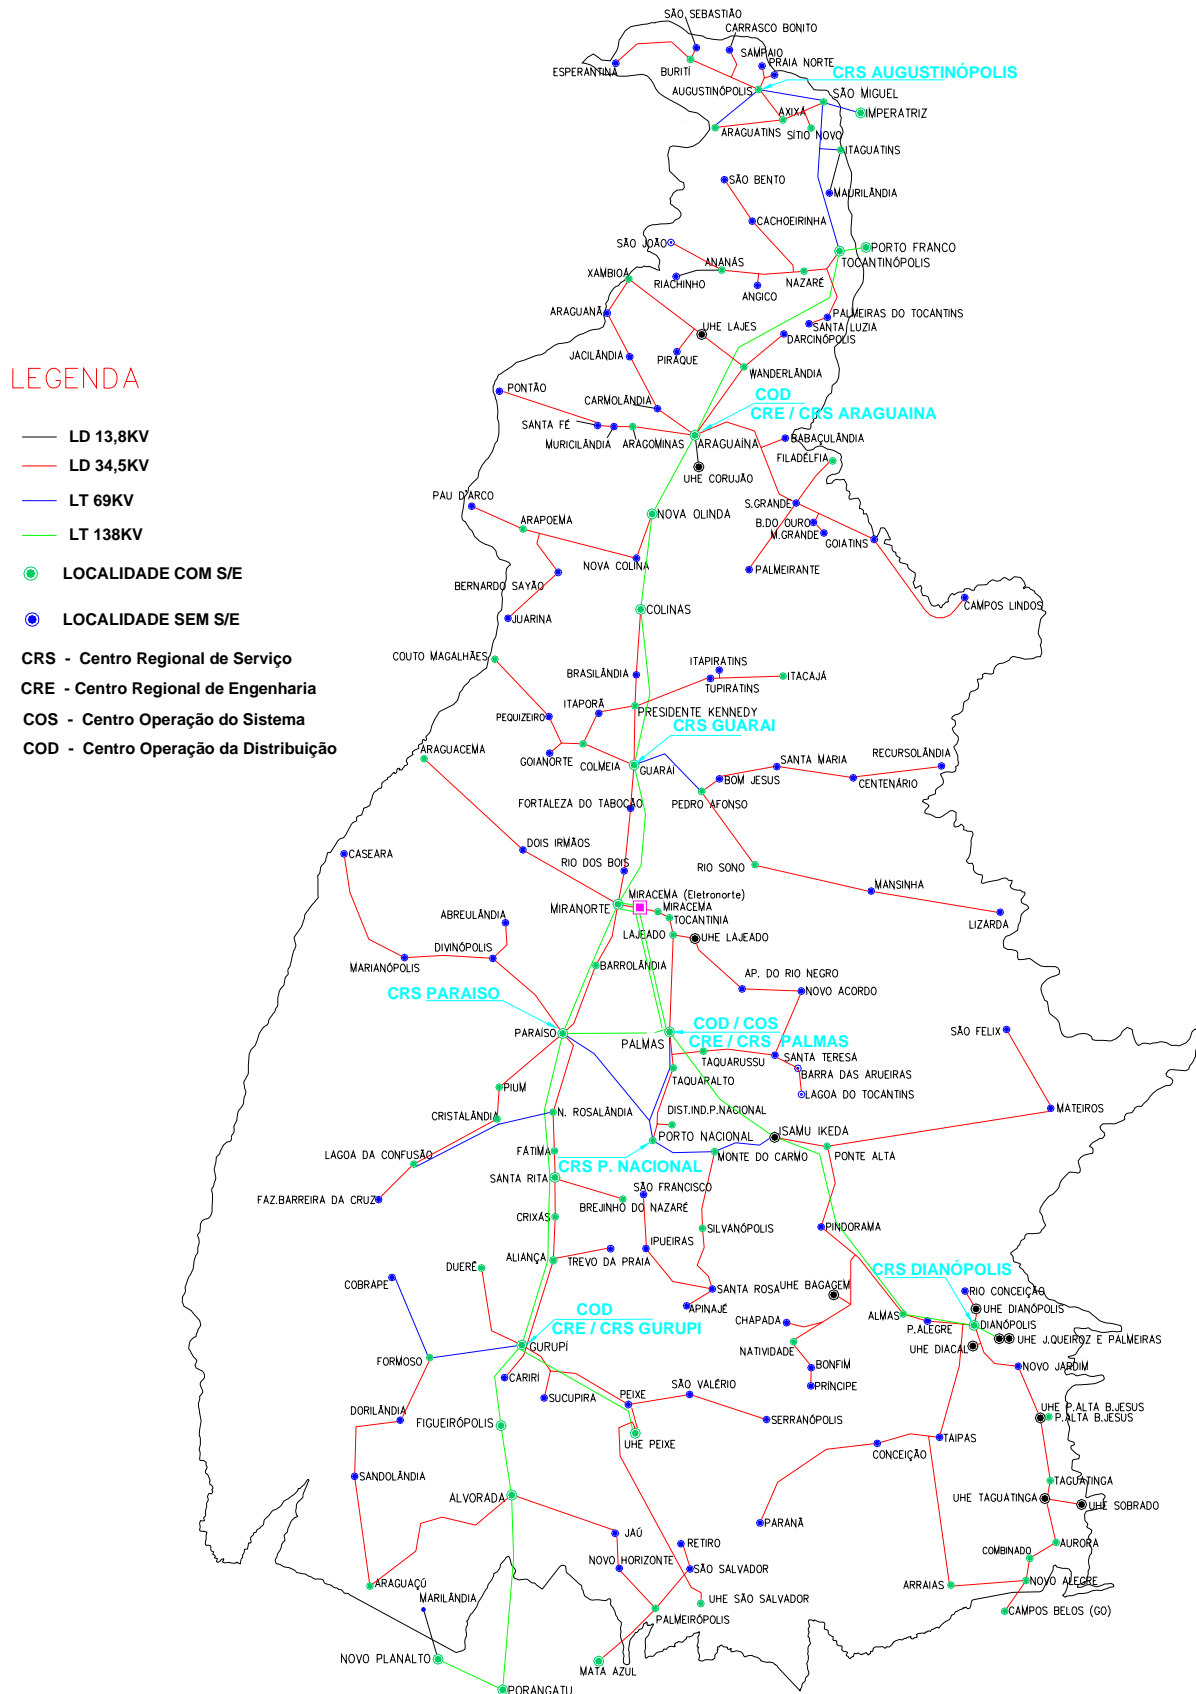 SÃO SEBASTIÃO
CARRASCO BONITO
SAMPAIO
PRAIA NORTE
ESPERANTINA
BURITI
CRS AUGUSTINÓPOLIS
AUGUSTINÓPOLIS
SÃO MIGUEL
AXIXÁ
IMPERATRIZ
ARAGUATINS
SÍTIO NOVO
ITAGUATINS
SÃO BENTO
MAURILÂNDIA
CACHOEIRINHA
SÃO JOÃO
PORTO FRANCO
TOCANTINÓPOLIS
ANANÁS
XAMBIOÁ
RIACHINHO
NAZARÉ
ANGICO
ARAGUANÃ
PALMEIRAS DO TOCANTINS
SANTA LUZIA
UHE LAJES
DARCINÓPOLIS
JACILÂNDIA
PIRAQUE
WANDERLÂNDIA
LEGENDA
PONTÃO
COD
CRE / CRS ARAGUAINA
CARMOLÂNDIA
SANTA FÉ
MURICILÂNDIA
ARAGOMINAS
ARAGUAÍNA
BABAÇULÂNDIA
FILADÉLFIA
UHE CORUJÃO
LD 13,8KV
LD 34,5KV
LT 69KV
LT 138KV
LOCALIDADE COM S/E
LOCALIDADE SEM S/E
CRS - Centro Regional de Serviço
CRE - Centro Regional de Engenharia
COS - Centro Operação do Sistema
COD - Centro Operação da Distribuição
PAU D'ARCO
ARAPOEMA
NOVA OLINDA
S.GRANDE
B.DO OURO
M.GRANDE
GOIATINS
NOVA COLINA
PALMEIRANTE
BERNARDO SAYÃO
JUARINA
COLINAS
CAMPOS LINDOS
COUTO MAGALHÃES
BRASILÂNDIA
ITAPIRATINS
TUPIRATINS
ITACAJÁ
ITAPORÃ
PEQUIZEIRO
PRESIDENTE KENNEDY
CRS GUARAI
ARAGUACEMA
GOIANORTE
COLMEIA
GUARAÍ
SANTA MARIA
RECURSOLÂNDIA
BOM JESUS
CENTENÁRIO
PEDRO AFONSO
FORTALEZA DO TABOCÃO
DOIS IRMÃOS
CASEARA
RIO DOS BOIS
RIO SONO
MANSINHA
LIZARDA
MIRACEMA (Eletronorte)
MIRANORTE
MIRACEMA
TOCANTINIA
ABREULÂNDIA
LAJEADO
UHE LAJEADO
DIVINÓPOLIS
MARIANÓPOLIS
BARROLÂNDIA
AP. DO RIO NEGRO
NOVO ACORDO
CRS PARAISO
COD / COS
CRE / CRS PALMAS
PARAÍSO
PALMAS
SÃO FELIX
TAQUARUSSU
SANTA TERESA
TAQUARALTO
BARRA DAS ARUEIRAS
LAGOA DO TOCANTINS
PIUM
CRISTALÂNDIA
N. ROSALÂNDIA
DIST.IND.P.NACIONAL
MATEIROS
ISAMU IKEDA
PORTO NACIONAL
PONTE ALTA
FÁTIMA
MONTE DO CARMO
LAGOA DA CONFUSÃO
CRS P. NACIONAL
SANTA RITA
SÃO FRANCISCO
FAZ.BARREIRA DA CRUZ
BREJINHO DO NAZARÉ
CRIXÁS
SILVANÓPOLIS
PINDORAMA
IPUEIRAS
ALIANÇA
TREVO DA PRAIA
DUERÊ
COBRAPE
CRS DIANÓPOLIS
SANTA ROSA
UHE BAGAGEM
RIO CONCEIÇÃO
APINAJÉ
UHE DIANÓPOLIS
COD
CRE / CRS GURUPI
CHAPADA
ALMAS
P.ALEGRE
DIANÓPOLIS
UHE J.QUEIROZ E PALMEIRAS
UHE DIACAL
GURUPÍ
NATIVIDADE
FORMOSO
CARIRÍ
BONFIM
NOVO JARDIM
PRÍNCIPE
SUCUPIRA
PEIXE
SÃO VALÉRIO
SERRANÓPOLIS
UHE P.ALTA B.JESUS
P.ALTA B.JESUS
DORILÂNDIA
FIGUEIRÓPOLIS
UHE PEIXE
TAIPAS
CONCEIÇÃO
SANDOLÂNDIA
TAGUATINGA
ALVORADA
UHE TAGUATINGA
UHE SOBRADO
PARANÃ
JAÚ
RETIRO
AURORA
COMBINADO
NOVO HORIZONTE
SÃO SALVADOR
ARAGUAÇÚ
ARRAIAS
NOVO ALEGRE
MARILÂNDIA
UHE SÃO SALVADOR
PALMEIRÓPOLIS
CAMPOS BELOS (GO)
NOVO PLANALTO
MATA AZUL
PORANGATU